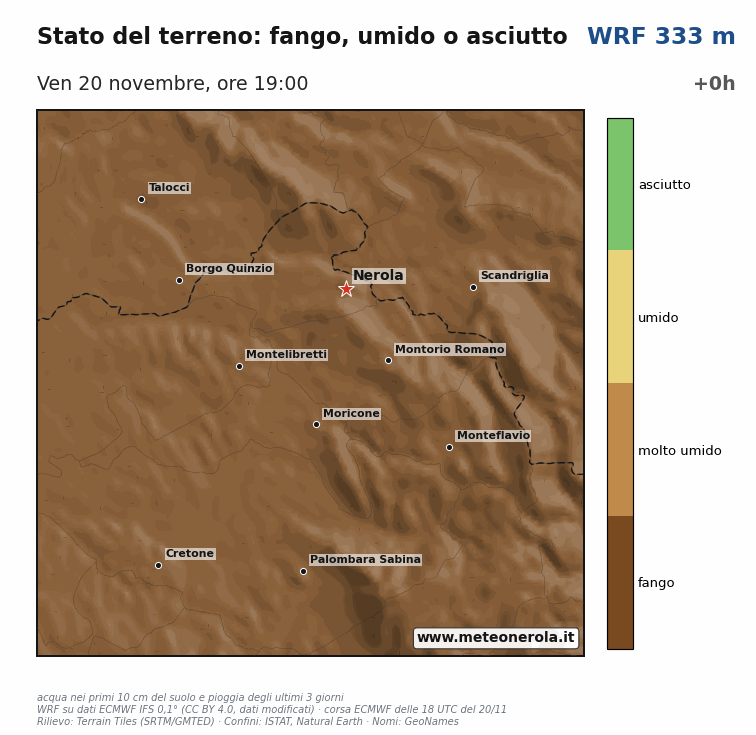 Stato del terreno: fango, umido o asciutto WRF 333 m
Ven 20 novembre, ore 19:00 +0h
Talocci
Borgo Quinzio
Nerola
Scandriglia
Montelibretti
Montorio Romano
Moricone
Monteflavio
Cretone
Palombara Sabina
www.meteonerola.it
asciutto
umido
molto umido
fango
acqua nei primi 10 cm del suolo e pioggia degli ultimi 3 giorni
WRF su dati ECMWF IFS 0,1° (CC BY 4.0, dati modificati) · corsa ECMWF delle 18 UTC del 20/11
Rilievo: Terrain Tiles (SRTM/GMTED) · Confini: ISTAT, Natural Earth · Nomi: GeoNames